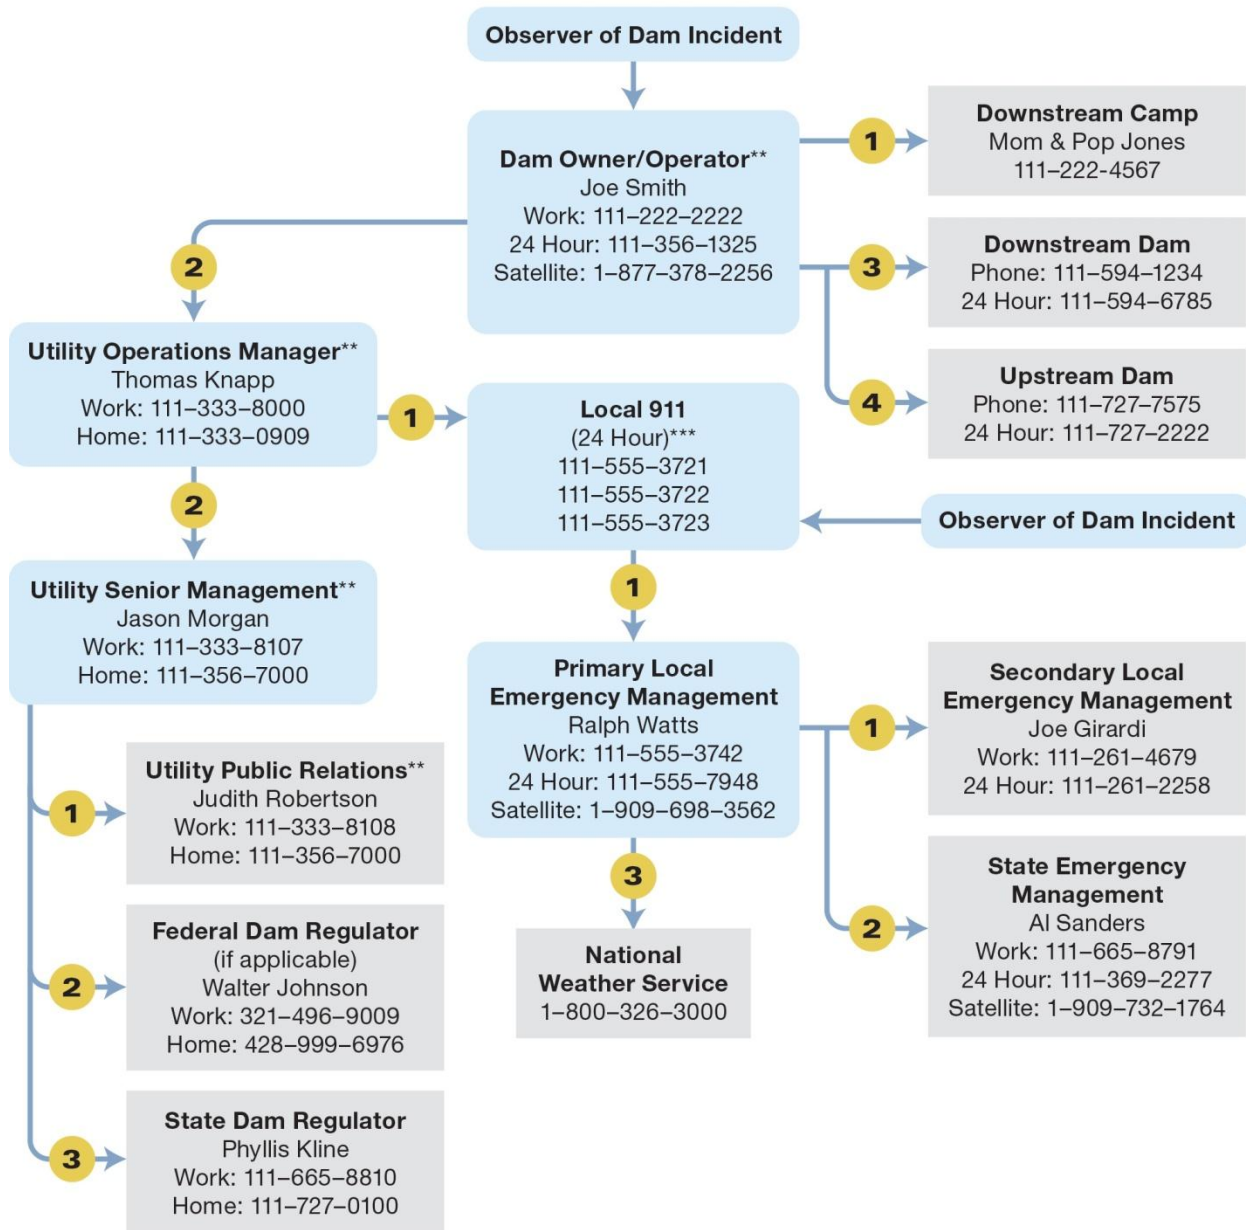 Observer of Dam Incident
Dam Owner/Operator**
Joe Smith
Work: 111–222–2222
24 Hour: 111–356–1325
Satellite: 1–877–378–2256
1
Downstream Camp
Mom & Pop Jones
111–222-4567
3
Downstream Dam
Phone: 111–594–1234
24 Hour: 111–594–6785
4
Upstream Dam
Phone: 111–727–7575
24 Hour: 111–727–2222
2
Utility Operations Manager**
Thomas Knapp
Work: 111–333–8000
Home: 111–333–0909
1
Local 911
(24 Hour)***
111–555–3721
111–555–3722
111–555–3723
Observer of Dam Incident
2
Utility Senior Management**
Jason Morgan
Work: 111–333–8107
Home: 111–356–7000
1
Primary Local
Emergency Management
Ralph Watts
Work: 111–555–3742
24 Hour: 111–555–7948
Satellite: 1–909–698–3562
1
Secondary Local
Emergency Management
Joe Girardi
Work: 111–261–4679
24 Hour: 111–261–2258
2
State Emergency
Management
Al Sanders
Work: 111–665–8791
24 Hour: 111–369–2277
Satellite: 1–909–732–1764
3
National
Weather Service
1–800–326–3000
1
Utility Public Relations**
Judith Robertson
Work: 111–333–8108
Home: 111–356–7000
2
Federal Dam Regulator
(if applicable)
Walter Johnson
Work: 321–496–9009
Home: 428–999–6976
3
State Dam Regulator
Phyllis Kline
Work: 111–665–8810
Home: 111–727–0100